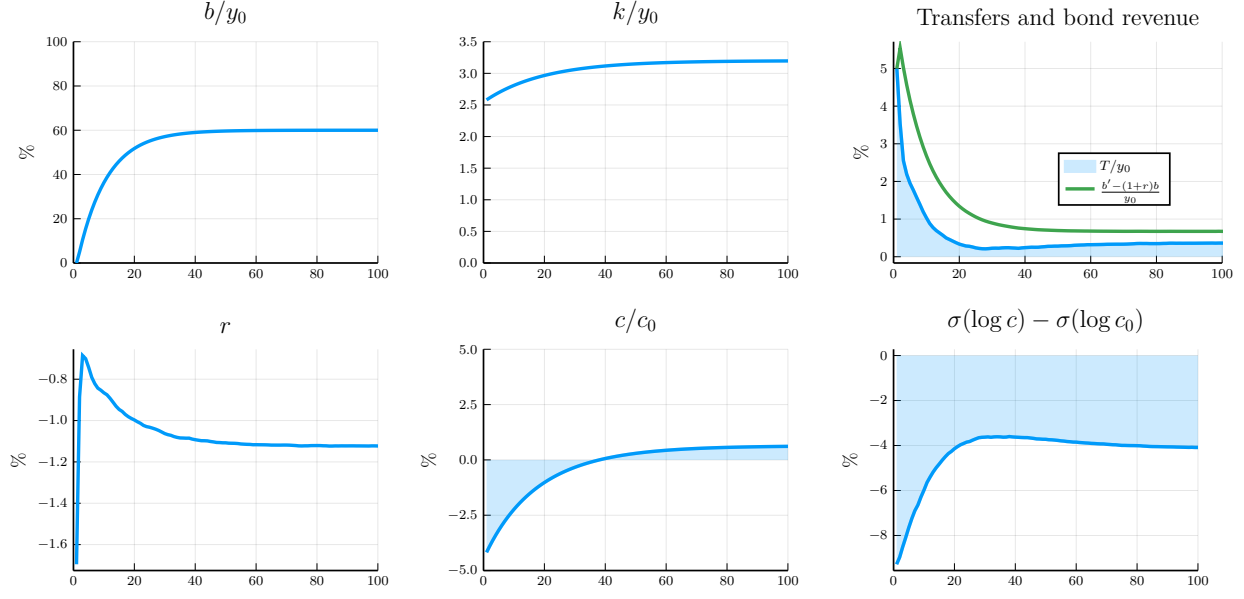 b/y₀
%
100
80
60
40
20
0
0 20 40 60 80 100
k/y₀
3.5
3.0
2.5
2.0
1.5
1.0
0.5
0.0
0 20 40 60 80 100
Transfers and bond revenue
%
5
4
3
2
1
0
0 20 40 60 80 100
T/y₀
b′−(1+r)b
y₀
r
%
−0.8
−1.0
−1.2
−1.4
−1.6
0 20 40 60 80 100
c/c₀
%
5.0
2.5
0.0
−2.5
−5.0
0 20 40 60 80 100
σ(log c) − σ(log c₀)
%
0
−2
−4
−6
−8
0 20 40 60 80 100